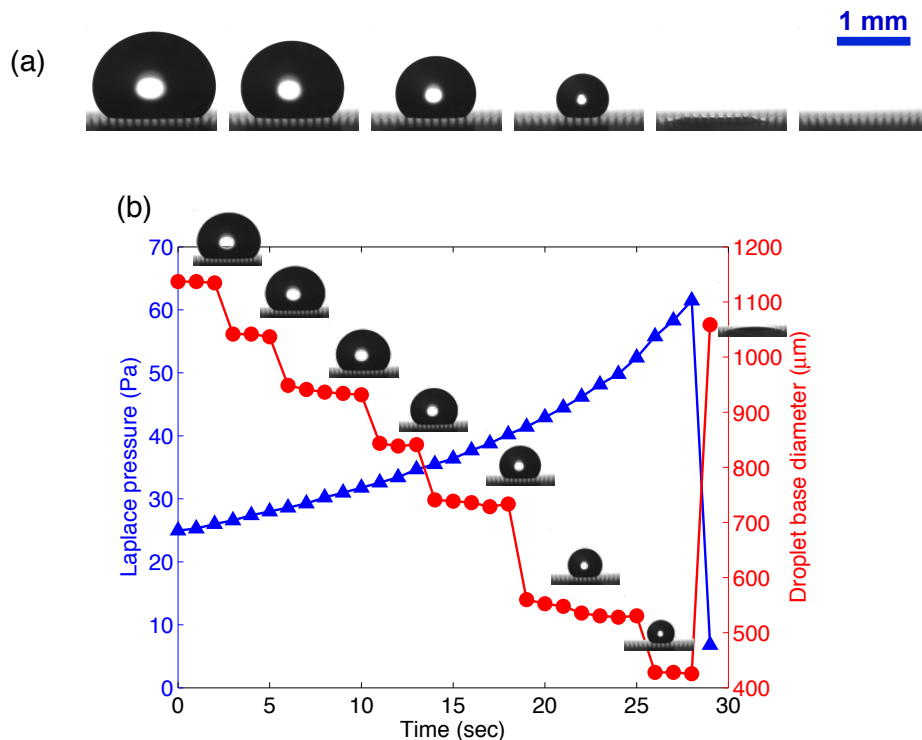 1 mm
(a)
(b)
70
60
50
40
30
20
10
0
Laplace pressure (Pa)
1200
1100
1000
900
800
700
600
500
400
Droplet base diameter (μm)
0 5 10 15 20 25 30
Time (sec)